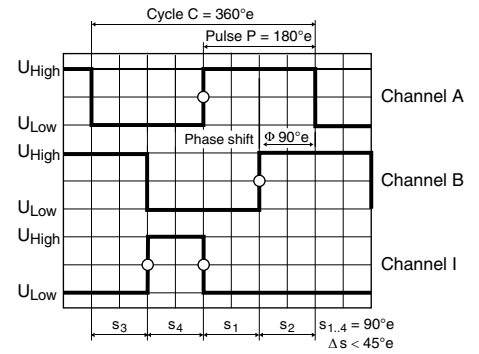 Cycle C = 360°e
Pulse P = 180°e
UHigh
Channel A
ULow
Phase shift
Φ 90°e
UHigh
Channel B
ULow
UHigh
Channel I
ULow
s3 s4 s1 s2 s1..4 = 90°e
Δs < 45°e